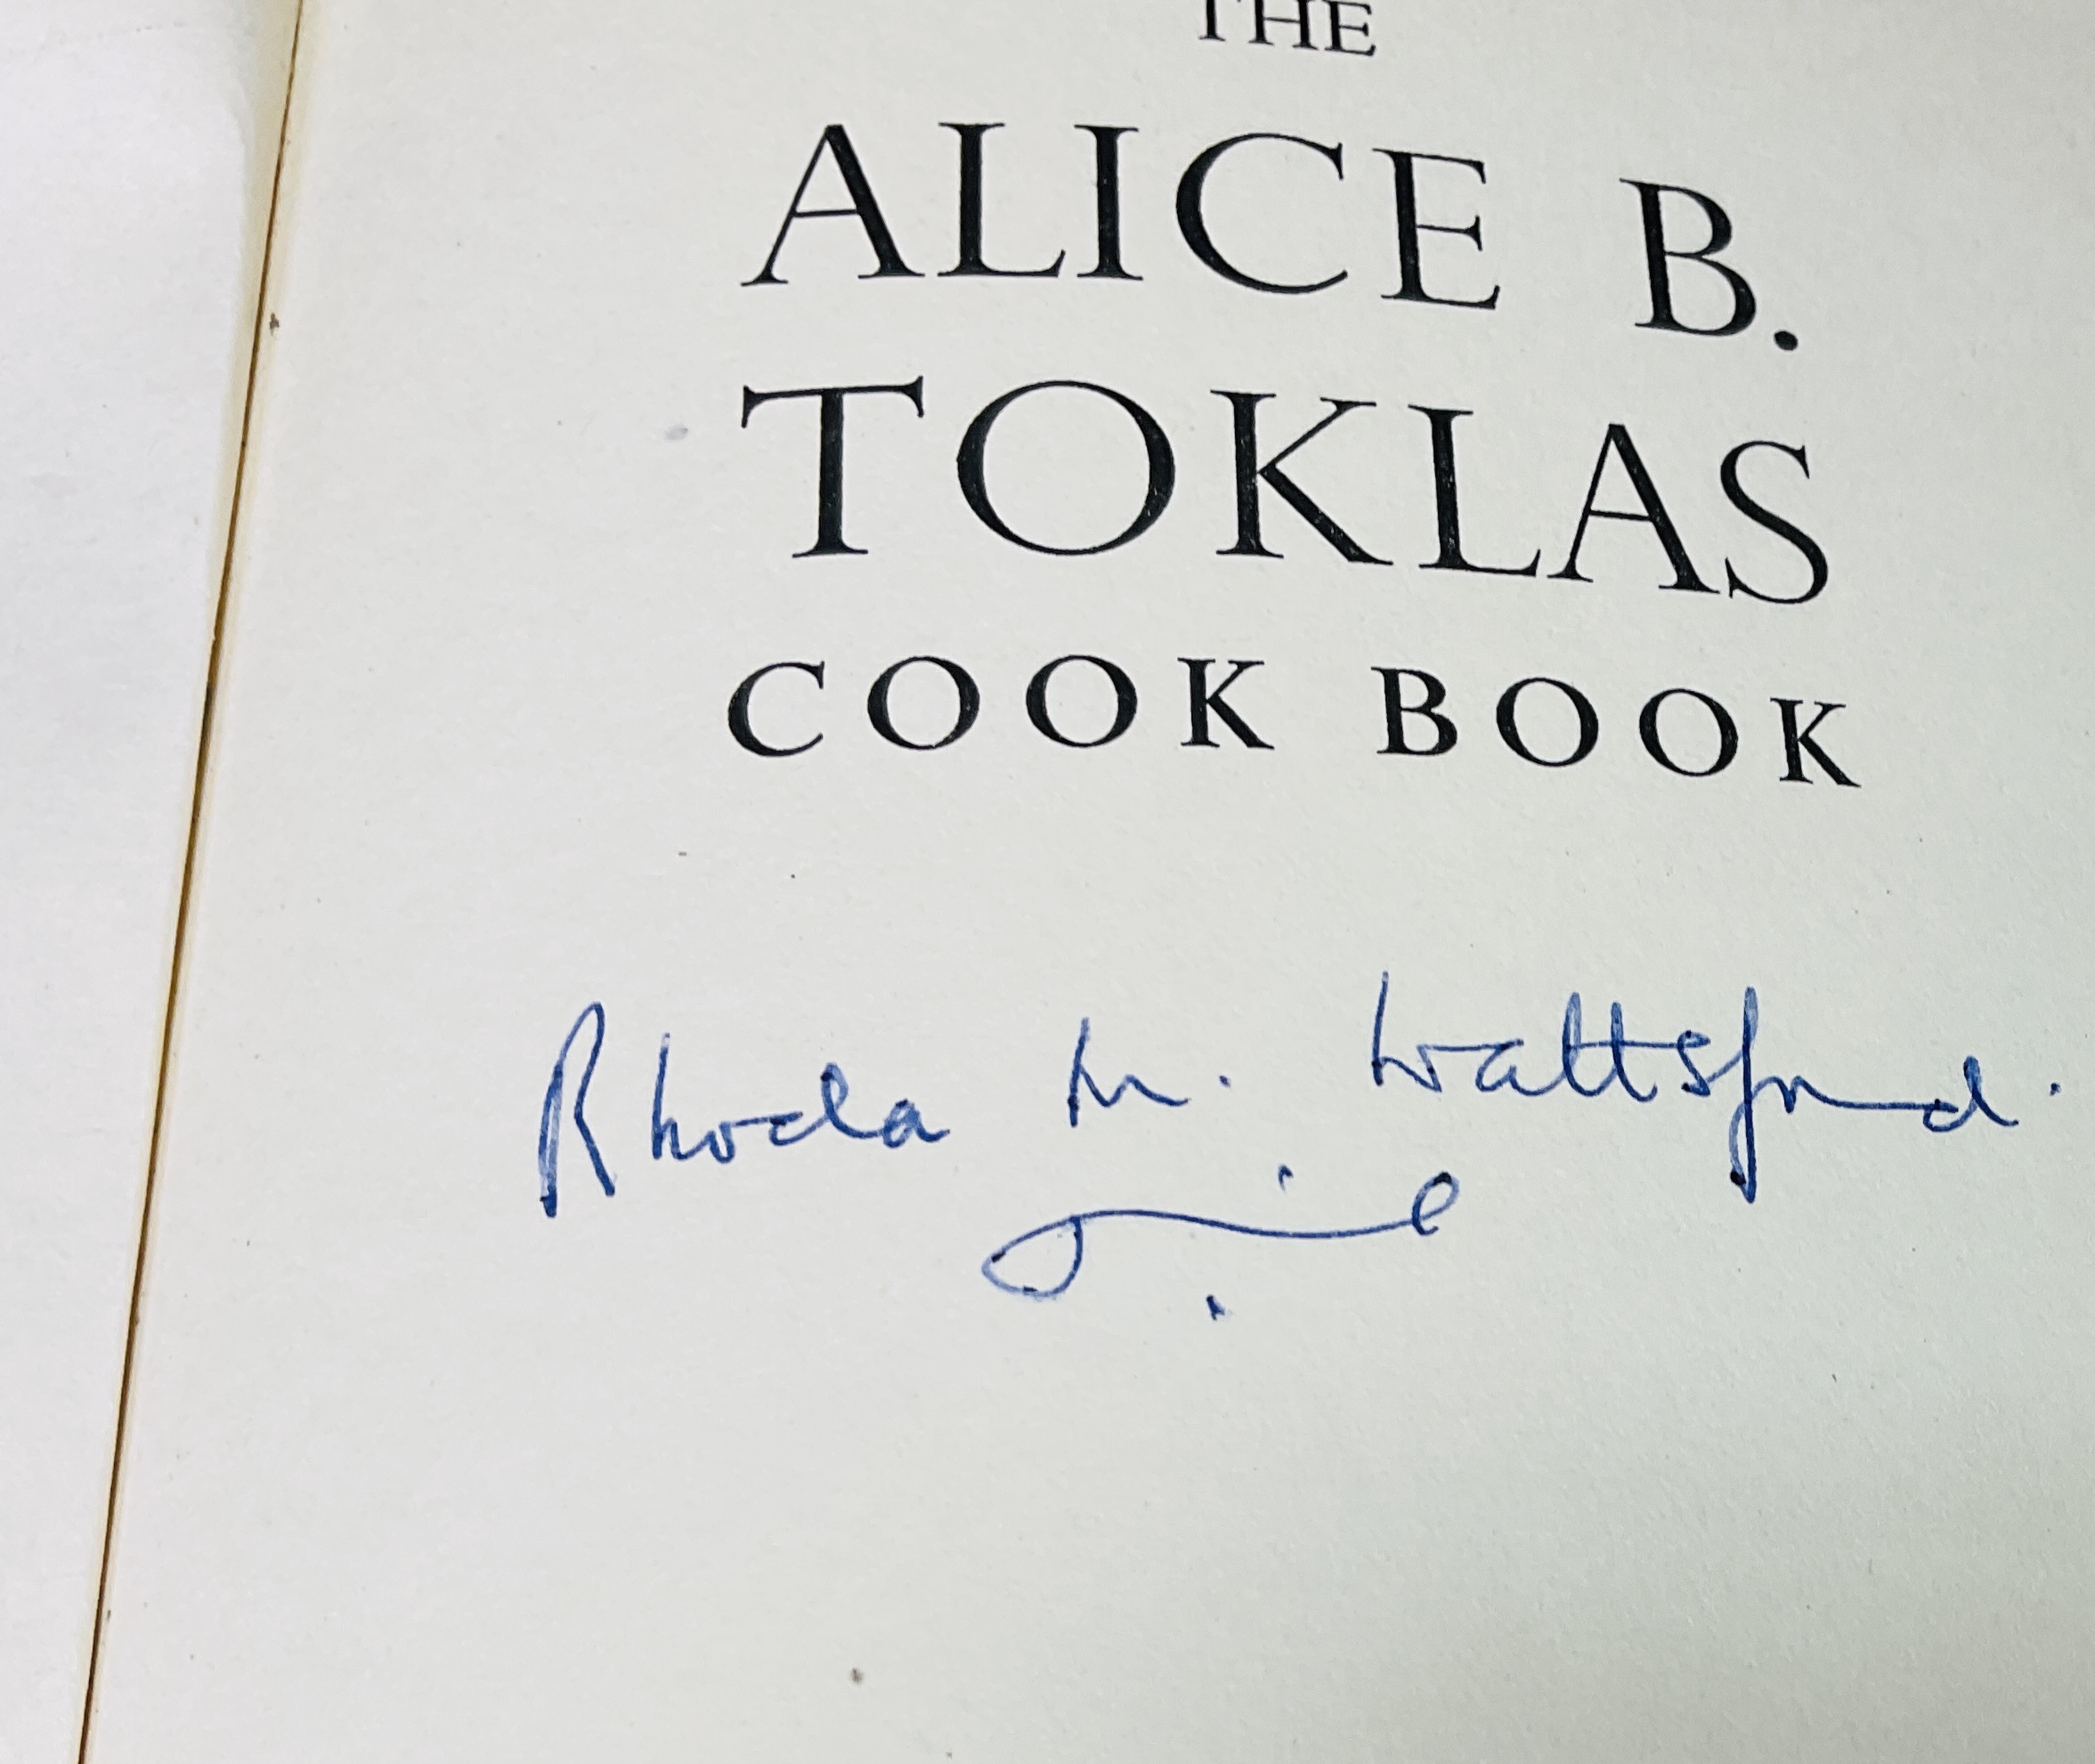 THE
ALICE B.
TOKLAS
COOK BOOK
Rhoda M. Wattsford.